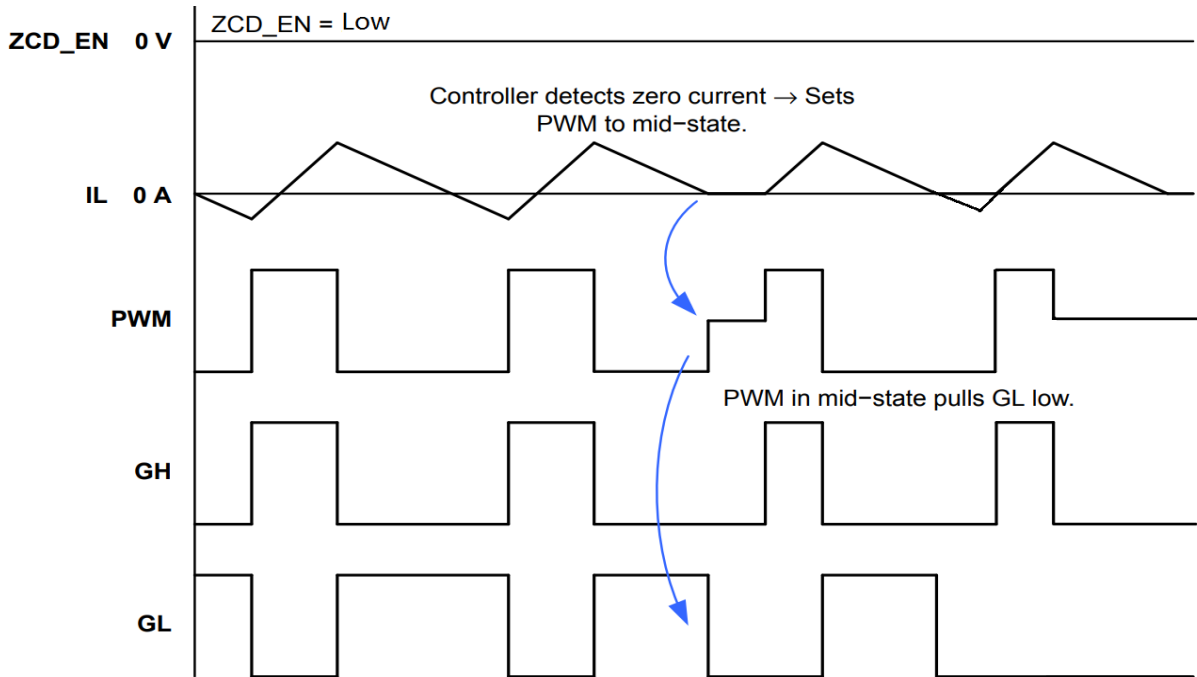 ZCD_EN = Low
ZCD_EN 0 V
Controller detects zero current → Sets
PWM to mid−state.
IL 0 A
PWM
PWM in mid−state pulls GL low.
GH
GL